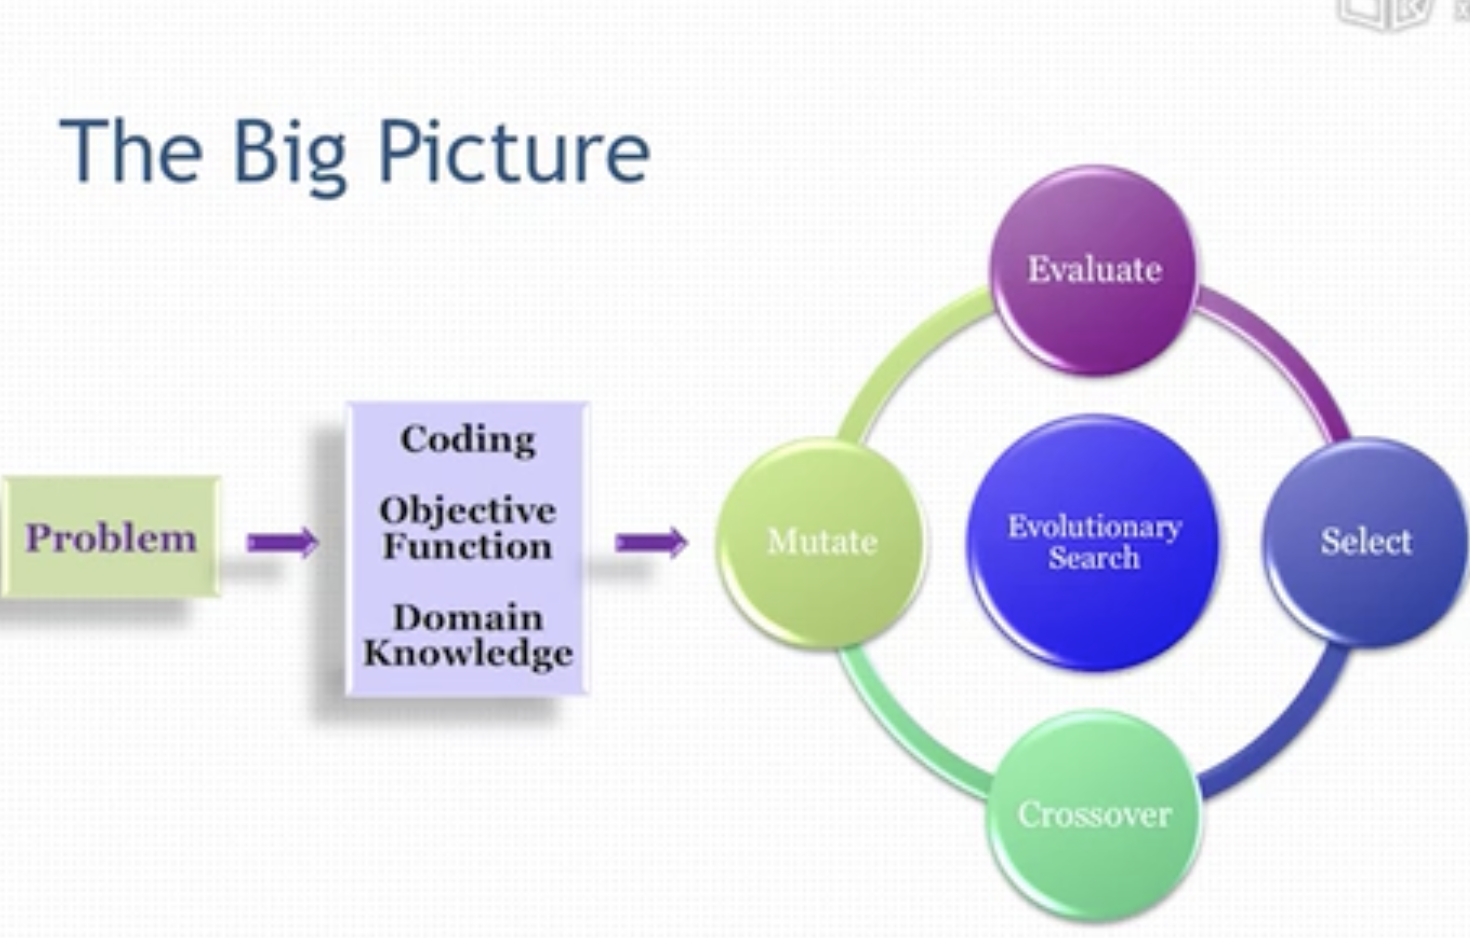 The Big Picture
Problem
Coding
Objective
Function
Domain
Knowledge
Evaluate
Mutate
Evolutionary
Search
Select
Crossover